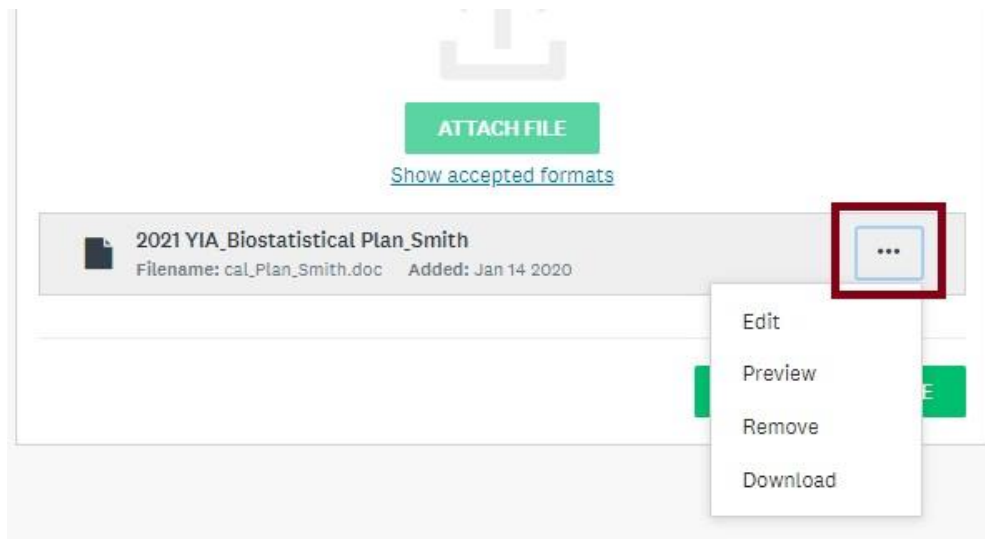 ATTACH FILE
Show accepted formats
2021 YIA_Biostatistical Plan_Smith
Filename: cal_Plan_Smith.doc Added: Jan 14 2020
•••
Edit
Preview
E
Remove
Download